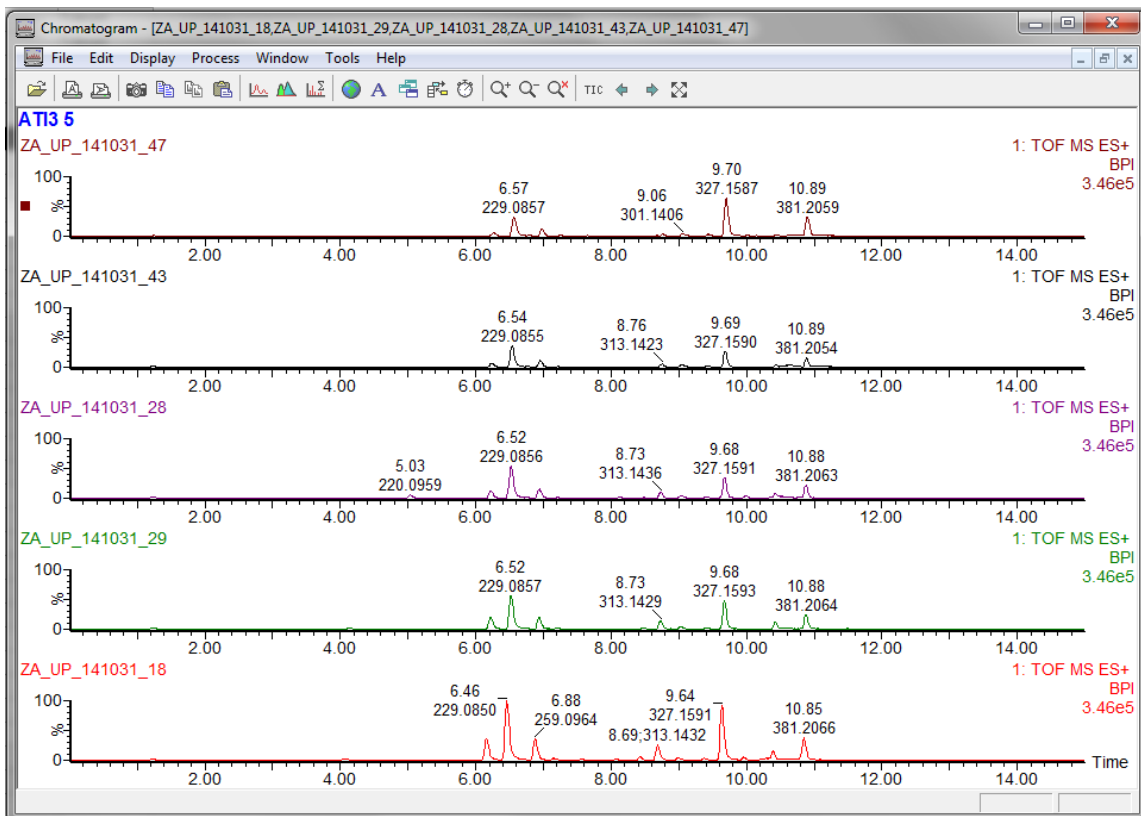 Chromatogram - [ZA_UP_141031_18,ZA_UP_141031_29,ZA_UP_141031_28,ZA_UP_141031_43,ZA_UP_141031_47]
File Edit Display Process Window Tools Help
TIC
ATI3 5
ZA_UP_141031_47 1: TOF MS ES+
BPI
3.46e5
100
%
0
6.57
229.0857
9.06
301.1406
9.70
327.1587
10.89
381.2059
2.00 4.00 6.00 8.00 10.00 12.00 14.00
ZA_UP_141031_43 1: TOF MS ES+
BPI
3.46e5
100
%
0
6.54
229.0855
8.76
313.1423
9.69
327.1590
10.89
381.2054
2.00 4.00 6.00 8.00 10.00 12.00 14.00
ZA_UP_141031_28 1: TOF MS ES+
BPI
3.46e5
100
%
0
5.03
220.0959
6.52
229.0856
8.73
313.1436
9.68
327.1591
10.88
381.2063
2.00 4.00 6.00 8.00 10.00 12.00 14.00
ZA_UP_141031_29 1: TOF MS ES+
BPI
3.46e5
100
%
0
6.52
229.0857
8.73
313.1429
9.68
327.1593
10.88
381.2064
2.00 4.00 6.00 8.00 10.00 12.00 14.00
ZA_UP_141031_18 1: TOF MS ES+
BPI
3.46e5
100
%
0
6.46
229.0850
6.88
259.0964
8.69;313.1432
9.64
327.1591
10.85
381.2066
Time
2.00 4.00 6.00 8.00 10.00 12.00 14.00